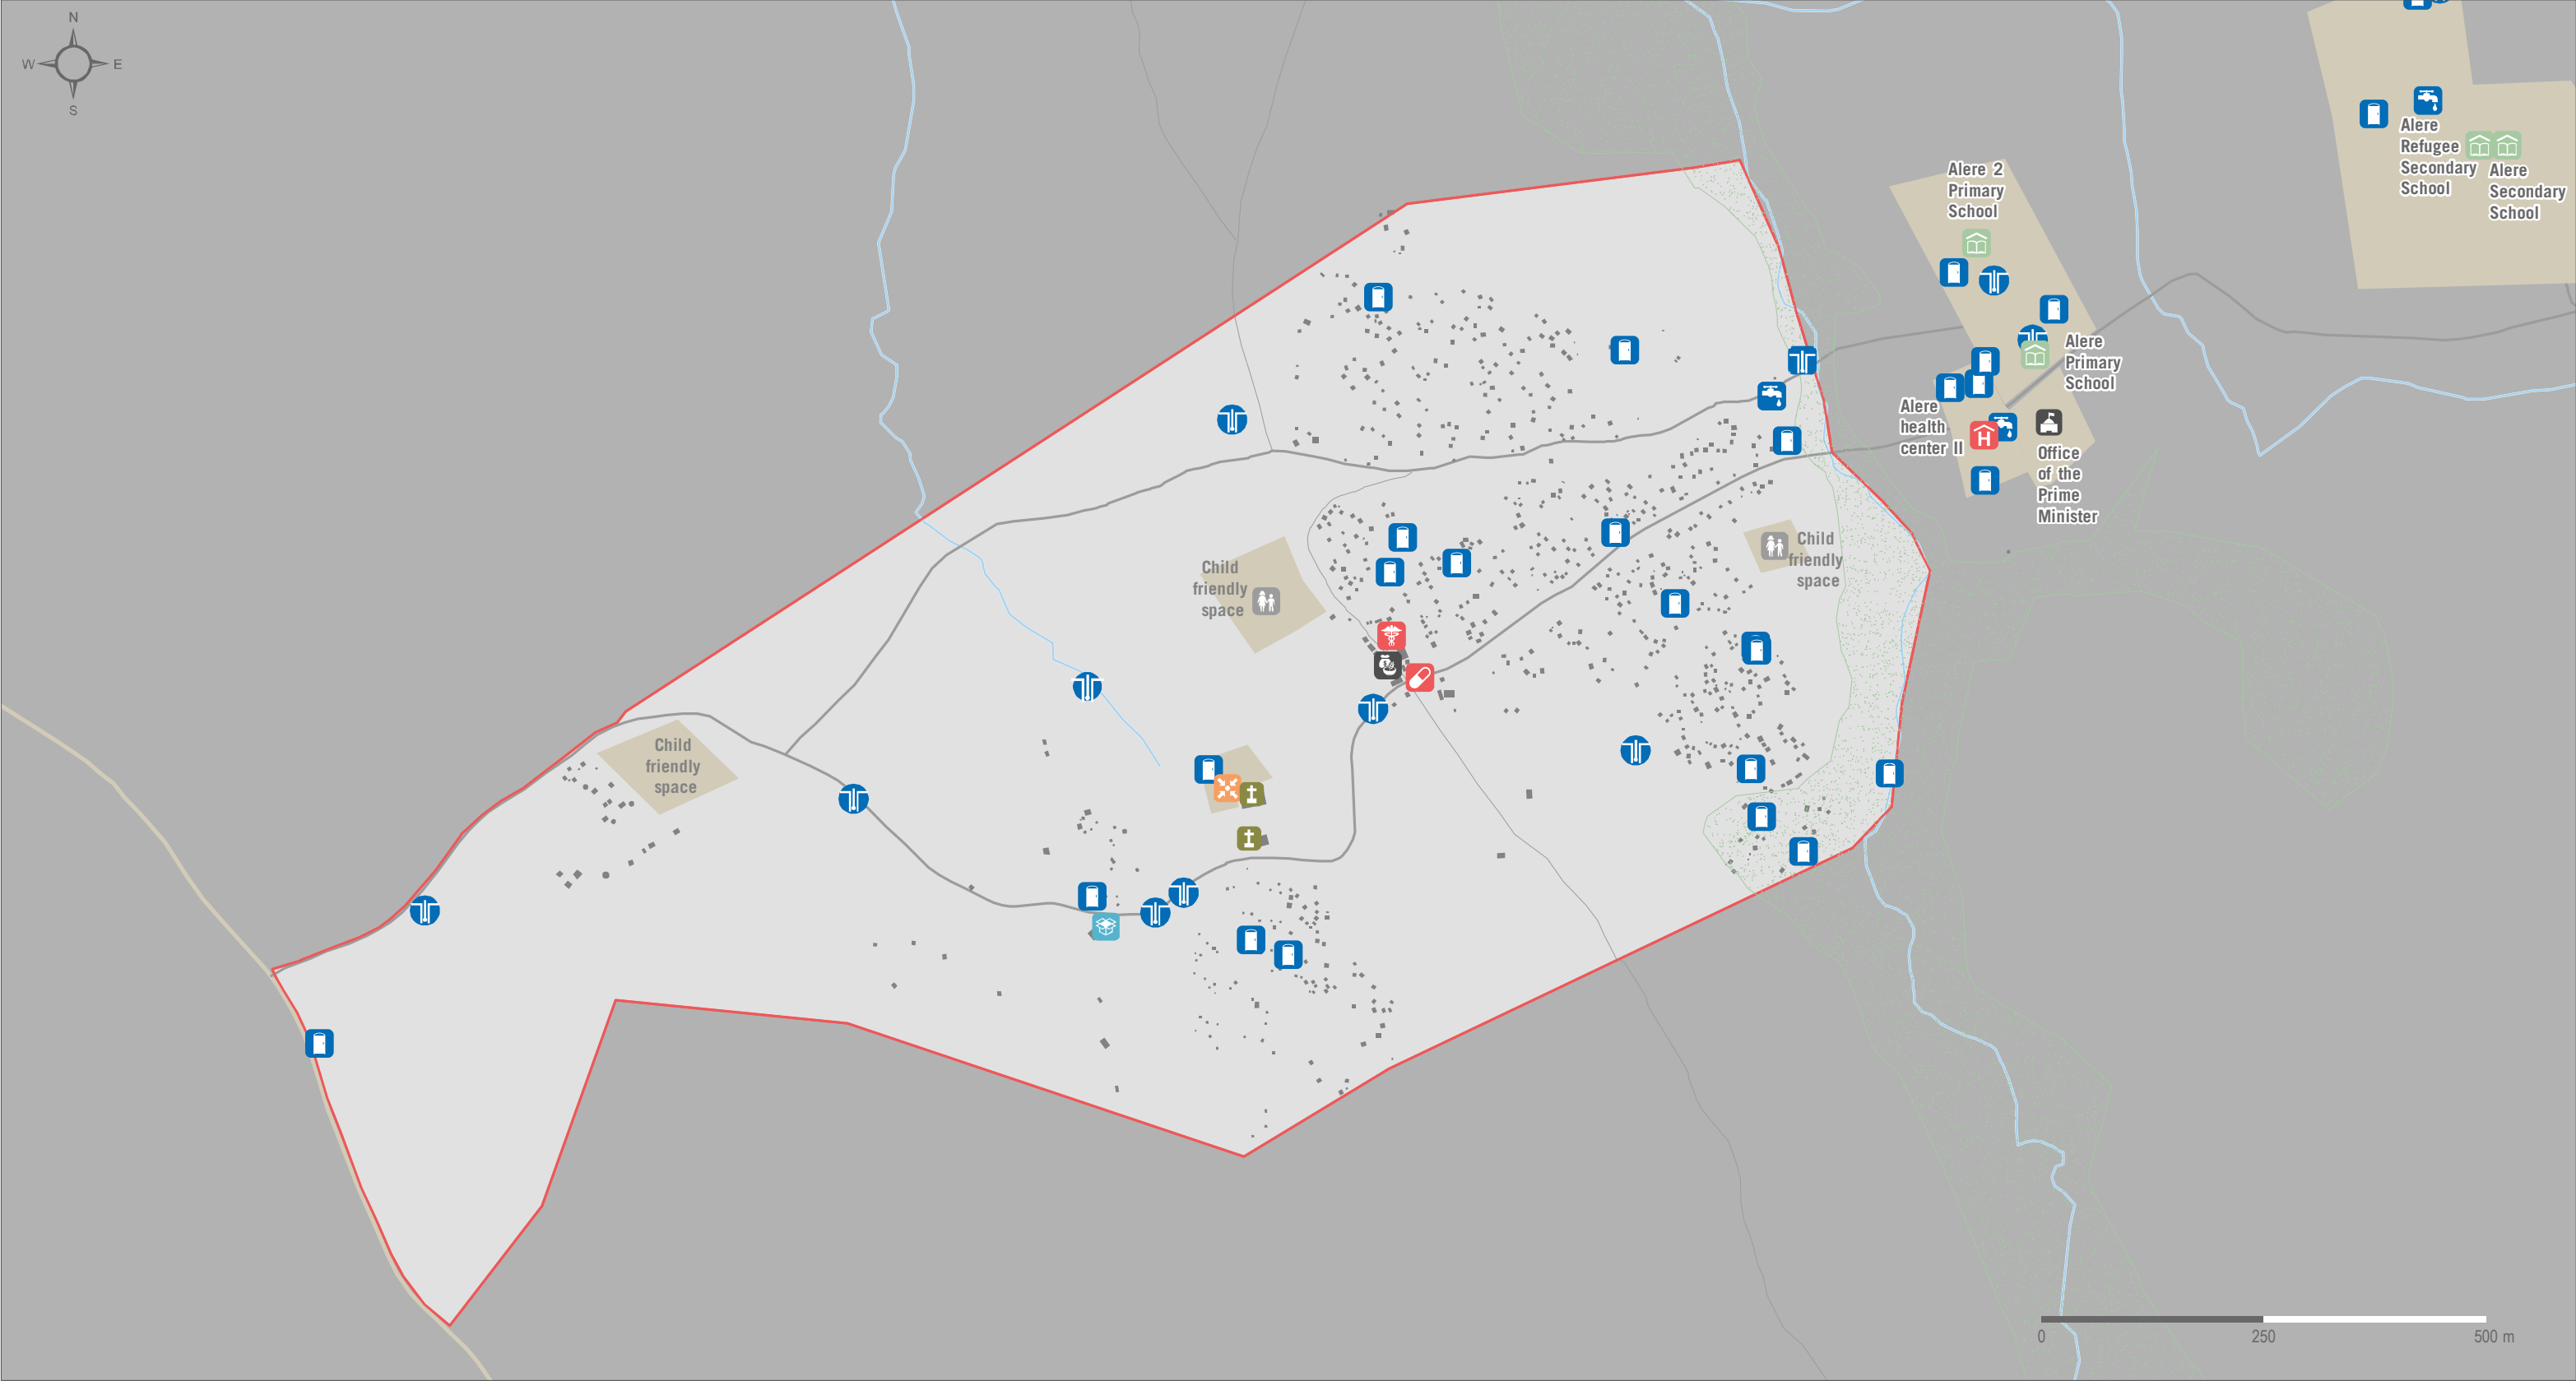 N
W E
S
Alere
Refugee
Secondary
School
Alere
Secondary
School
Alere 2
Primary
School
Alere
Primary
School
Alere
health
center II
H
Office
of the
Prime
Minister
Child
friendly
space
Child
friendly
space
Child
friendly
space
0 250 500 m